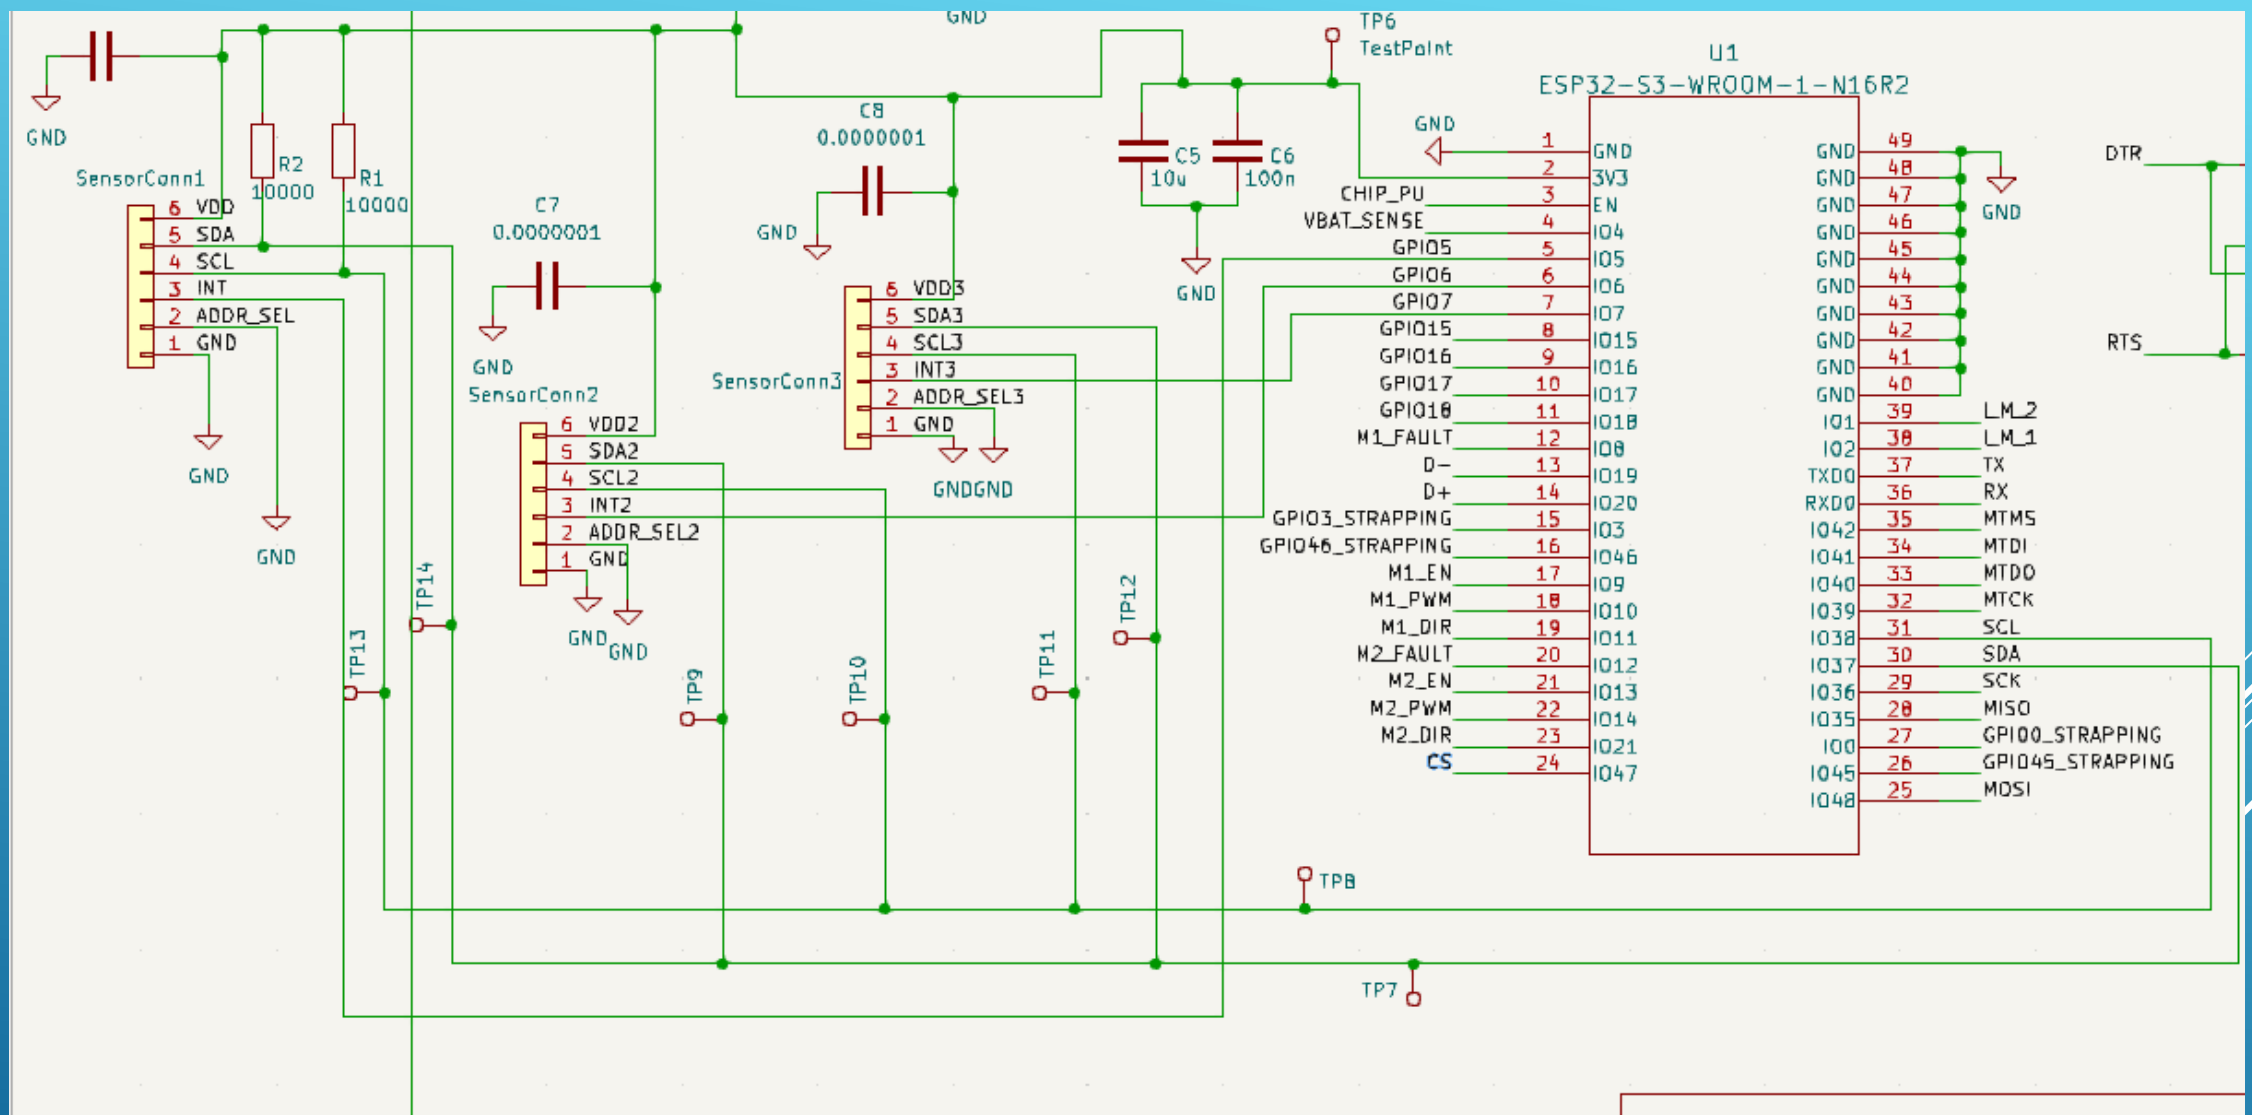 GND
TP6
TestPoint
U1
ESP32-S3-WROOM-1-N16R2
GND
SensorConn1
R2
10000
R1
10000
6 VDD
5 SDA
4 SCL
3 INT
2 ADDR_SEL
1 GND
GND
GND
C7
0.0000001
GND
SensorConn2
6 VDD2
5 SDA2
4 SCL2
3 INT2
2 ADDR_SEL2
1 GND
GND
GND
C8
0.0000001
GND
SensorConn3
6 VDD3
5 SDA3
4 SCL3
3 INT3
2 ADDR_SEL3
1 GND
GND
GND
C5
10u
C6
100n
GND
GND 1 GND
2 3V3
CHIP_PU 3 EN
VBAT_SENSE 4 IO4
GPIO5 5 IO5
GPIO6 6 IO6
GPIO7 7 IO7
GPIO15 8 IO15
GPIO16 9 IO16
GPIO17 10 IO17
GPIO18 11 IO18
M1_FAULT 12 IO8
D- 13 IO19
D+ 14 IO20
GPIO3_STRAPPING 15 IO3
GPIO46_STRAPPING 16 IO46
M1_EN 17 IO9
M1_PWM 18 IO10
M1_DIR 19 IO11
M2_FAULT 20 IO12
M2_EN 21 IO13
M2_PWM 22 IO14
M2_DIR 23 IO21
CS 24 IO47
GND 49
GND 48
GND 47
GND 46
GND 45
GND 44
GND 43
GND 42
GND 41
GND 40
GND
IO1 39 LM_2
IO2 38 LM_1
TXD0 37 TX
RXD0 36 RX
IO42 35 MTMS
IO41 34 MTDI
IO40 33 MTDO
IO39 32 MTCK
IO38 31 SCL
IO37 30 SDA
IO36 29 SCK
IO35 28 MISO
IO0 27 GPIO0_STRAPPING
IO45 26 GPIO45_STRAPPING
IO48 25 MOSI
DTR
RTS
TP14
TP13
TP9
TP10
TP11
TP12
TP8
TP7